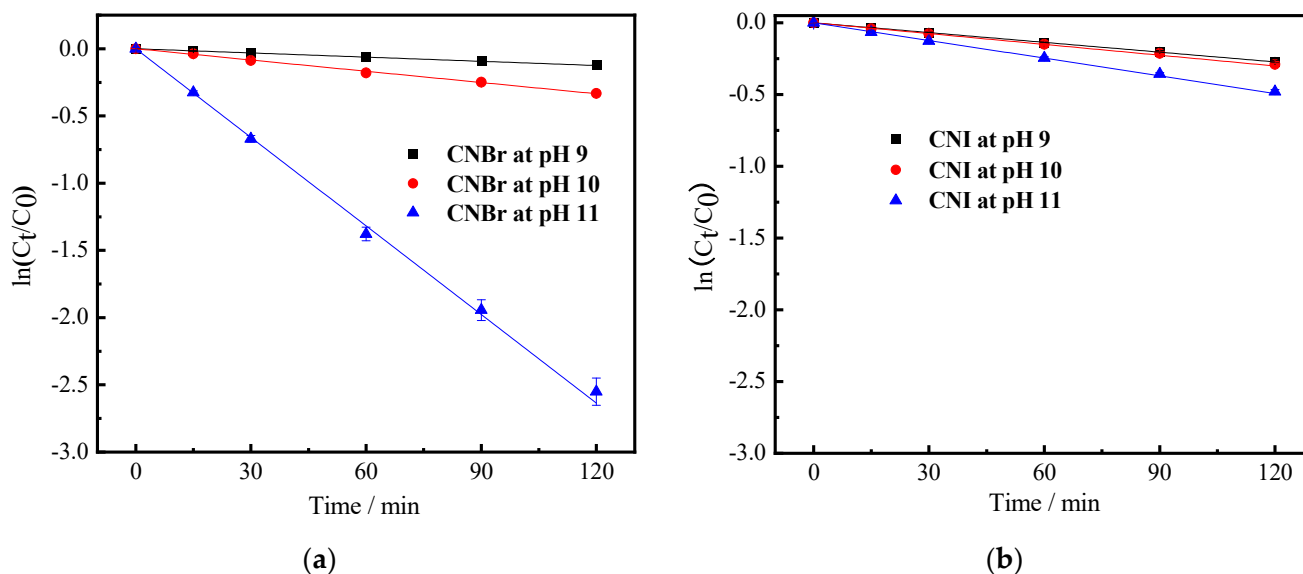 0.0
-0.5
-1.0
-1.5
-2.0
-2.5
-3.0
ln(Ct/C0)
CNBr at pH 9
CNBr at pH 10
CNBr at pH 11
0 30 60 90 120
Time / min
(a)
0.0
-0.5
-1.0
-1.5
-2.0
-2.5
-3.0
ln (Ct/C0)
CNI at pH 9
CNI at pH 10
CNI at pH 11
0 30 60 90 120
Time / min
(b)